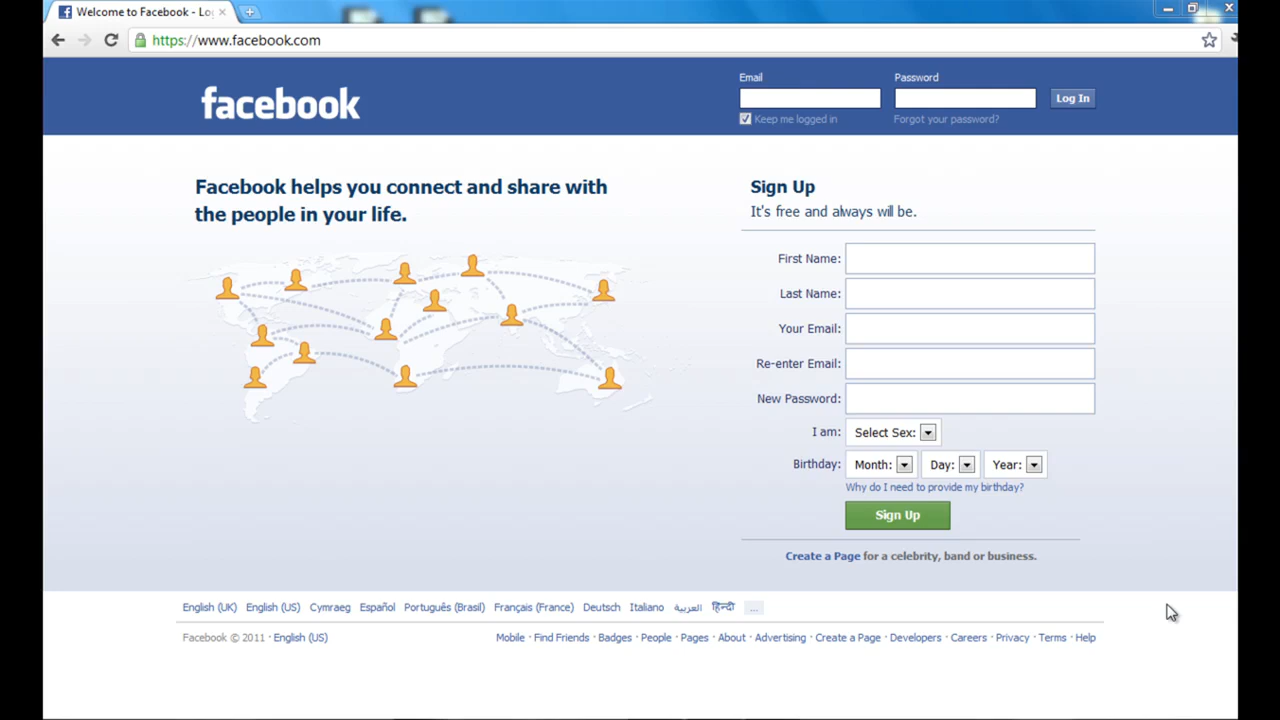 Welcome to Facebook - Lo
https://www.facebook.com
facebook
Email
Password
Log In
Keep me logged in
Forgot your password?
Facebook helps you connect and share with
the people in your life.
Sign Up
It's free and always will be.
First Name:
Last Name:
Your Email:
Re-enter Email:
New Password:
I am: Select Sex:
Birthday: Month: Day: Year:
Why do I need to provide my birthday?
Sign Up
Create a Page for a celebrity, band or business.
English (UK) English (US) Cymraeg Español Português (Brasil) Français (France) Deutsch Italiano العربية हिन्दी ...
Facebook © 2011 · English (US)
Mobile · Find Friends · Badges · People · Pages · About · Advertising · Create a Page · Developers · Careers · Privacy · Terms · Help